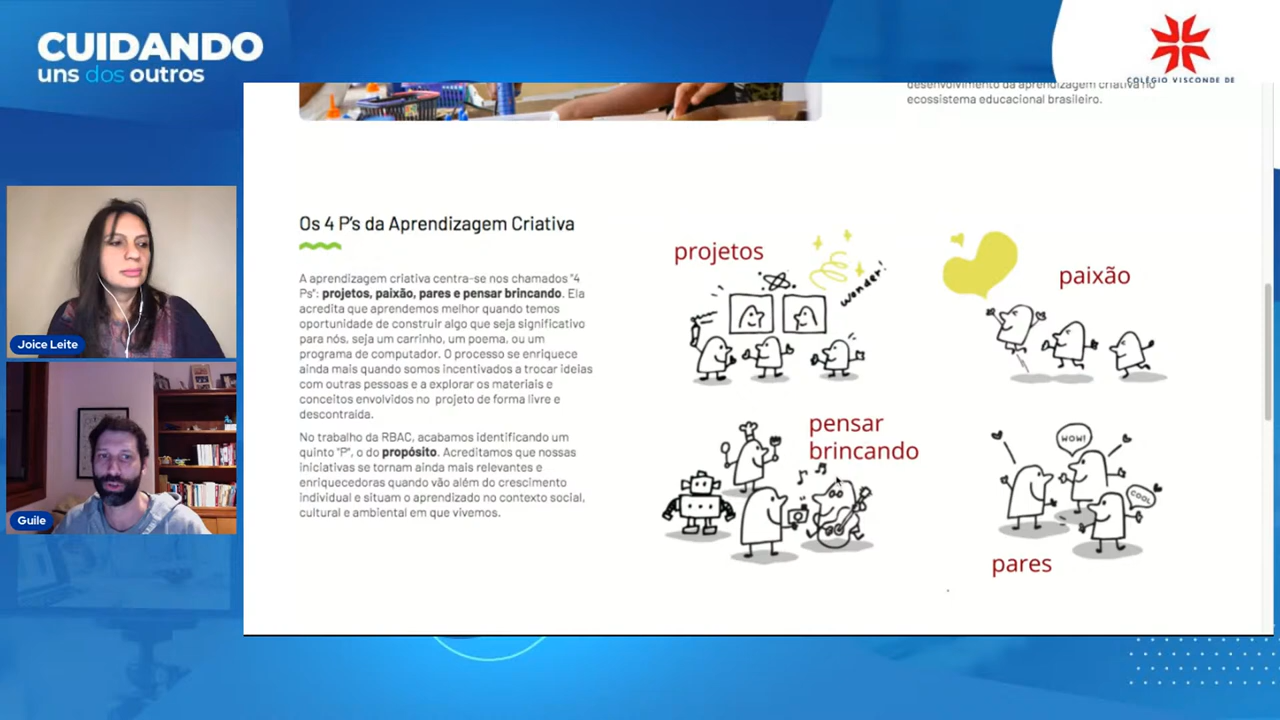 CUIDANDO
uns dos outros
COLÉGIO VISCONDE DE
desenvolvimento da aprendizagem criativa no
ecossistema educacional brasileiro.
Joice Leite
Guile
Os 4 P's da Aprendizagem Criativa
A aprendizagem criativa centra-se nos chamados "4
Ps": projetos, paixão, pares e pensar brincando. Ela
acredita que aprendemos melhor quando temos
oportunidade de construir algo que seja significativo
para nós, seja um carrinho, um poema, ou um
programa de computador. O processo se enriquece
ainda mais quando somos incentivados a trocar ideias
com outras pessoas e a explorar os materiais e
conceitos envolvidos no projeto de forma livre e
descontraída.
No trabalho da RBAC, acabamos identificando um
quinto "P", o do propósito. Acreditamos que nossas
iniciativas se tornam ainda mais relevantes e
enriquecedoras quando vão além do crescimento
individual e situam o aprendizado no contexto social,
cultural e ambiental em que vivemos.
projetos
wonder!
paixão
pensar
brincando
WOW!
COOL
pares